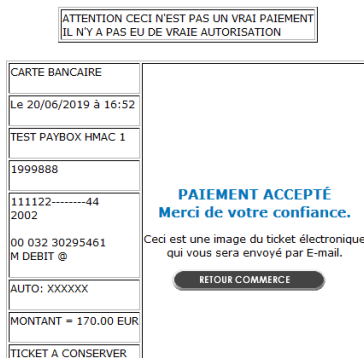 ATTENTION CECI N'EST PAS UN VRAI PAIEMENT
IL N'Y A PAS EU DE VRAIE AUTORISATION
CARTE BANCAIRE
Le 20/06/2019 à 16:52
TEST PAYBOX HMAC 1
1999888
111122--------44
2002
00 032 30295461
M DEBIT @
AUTO: XXXXXX
MONTANT = 170.00 EUR
TICKET A CONSERVER
PAIEMENT ACCEPTÉ
Merci de votre confiance.
Ceci est une image du ticket électronique
qui vous sera envoyé par E-mail.
RETOUR COMMERCE